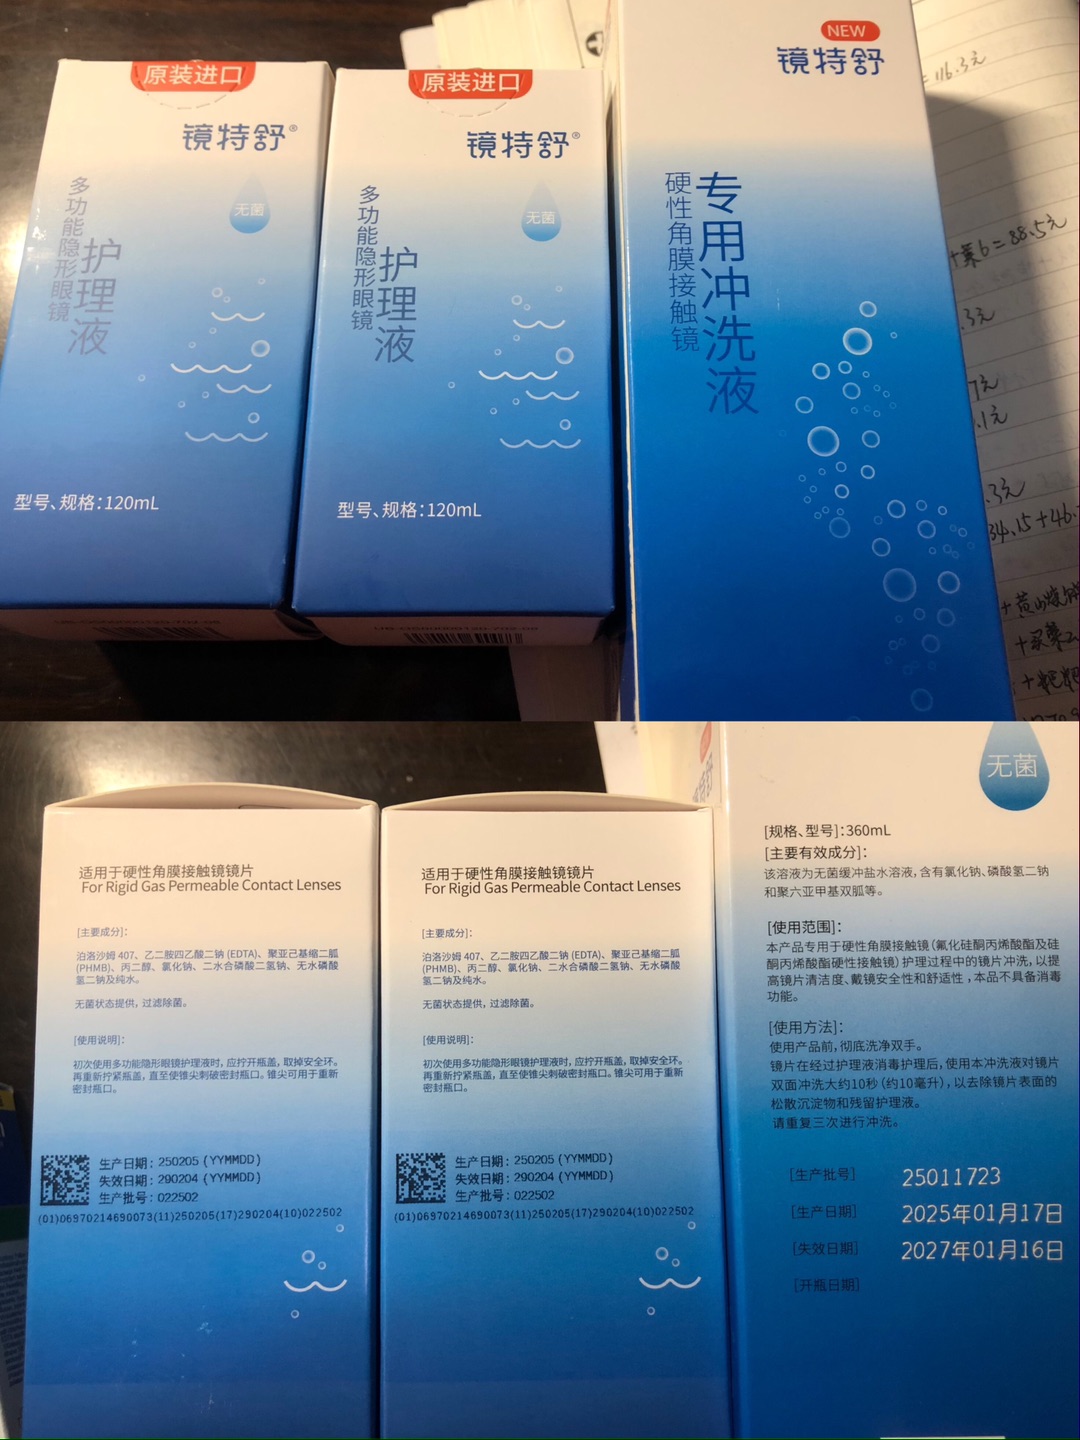 原装进口
镜特舒®
无菌
多功能隐形眼镜
护理液
型号、规格：120mL
原装进口
镜特舒®
无菌
多功能隐形眼镜
护理液
型号、规格：120mL
NEW
镜特舒
硬性角膜接触镜
专用冲洗液
=116.3元
+菜6=88.5元
.3元
7元
.1元
.3元
34.15+46.
适用于硬性角膜接触镜镜片
For Rigid Gas Permeable Contact Lenses
[主要成分]：
泊洛沙姆 407、乙二胺四乙酸二钠 (EDTA)、聚亚己基缩二胍
(PHMB)、丙二醇、氯化钠、二水合磷酸二氢钠、无水磷酸
氢二钠及纯水。
无菌状态提供，过滤除菌。
[使用说明]：
初次使用多功能隐形眼镜护理液时，应拧开瓶盖，取掉安全环。
再重新拧紧瓶盖，直至使锥尖刺破密封瓶口。锥尖可用于重新
密封瓶口。
生产日期：250205 (YYMMDD)
失效日期：290204 (YYMMDD)
生产批号：022502
(01)06970214690073(11)250205(17)290204(10)022502
适用于硬性角膜接触镜镜片
For Rigid Gas Permeable Contact Lenses
[主要成分]：
泊洛沙姆 407、乙二胺四乙酸二钠 (EDTA)、聚亚己基缩二胍
(PHMB)、丙二醇、氯化钠、二水合磷酸二氢钠、无水磷酸
氢二钠及纯水。
无菌状态提供，过滤除菌。
[使用说明]：
初次使用多功能隐形眼镜护理液时，应拧开瓶盖，取掉安全环。
再重新拧紧瓶盖，直至使锥尖刺破密封瓶口。锥尖可用于重新
密封瓶口。
生产日期：250205 (YYMMDD)
失效日期：290204 (YYMMDD)
生产批号：022502
(01)06970214690073(11)250205(17)290204(10)022502
无菌
[规格、型号]：360mL
[主要有效成分]：
该溶液为无菌缓冲盐水溶液，含有氯化钠、磷酸氢二钠
和聚六亚甲基双胍等。
[使用范围]：
本产品专用于硬性角膜接触镜（氟化硅酮丙烯酸酯及硅
酮丙烯酸酯硬性接触镜）护理过程中的镜片冲洗，以提
高镜片清洁度、戴镜安全性和舒适性，本品不具备消毒
功能。
[使用方法]：
使用产品前，彻底洗净双手。
镜片在经过护理液消毒护理后，使用本冲洗液对镜片
双面冲洗大约10秒（约10毫升），以去除镜片表面的
松散沉淀物和残留护理液。
请重复三次进行冲洗。
[生产批号] 25011723
[生产日期] 2025年01月17日
[失效日期] 2027年01月16日
[开瓶日期]